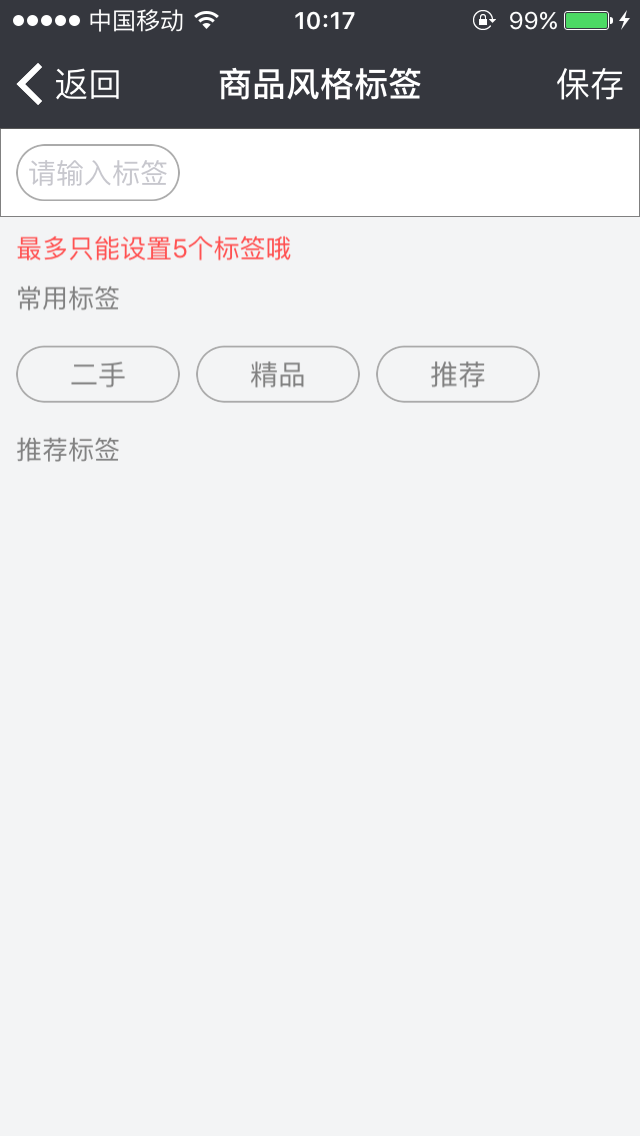 中国移动 10:17 99%
返回 商品风格标签 保存
请输入标签
最多只能设置5个标签哦
常用标签
二手 精品 推荐
推荐标签